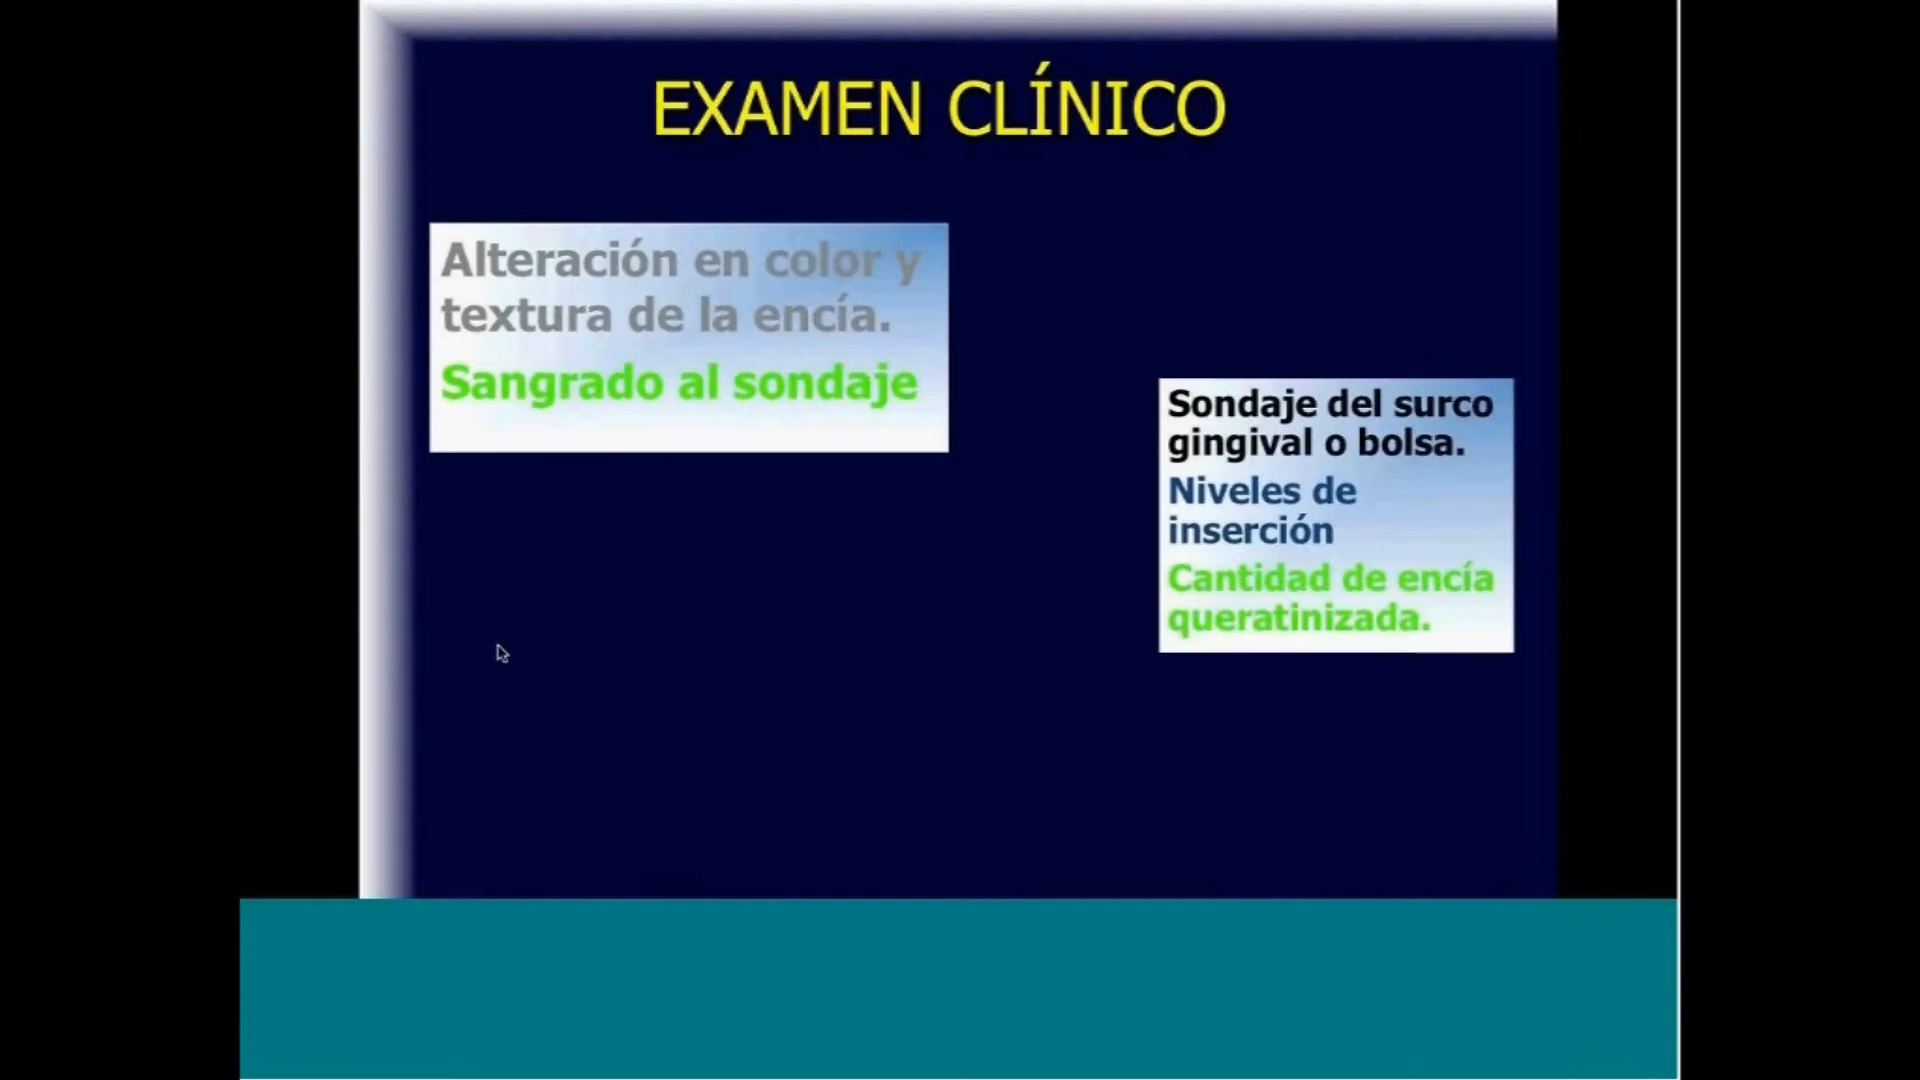 EXAMEN CLÍNICO
Alteración en color y
textura de la encía.
Sangrado al sondaje
Sondaje del surco
gingival o bolsa.
Niveles de
inserción
Cantidad de encía
queratinizada.